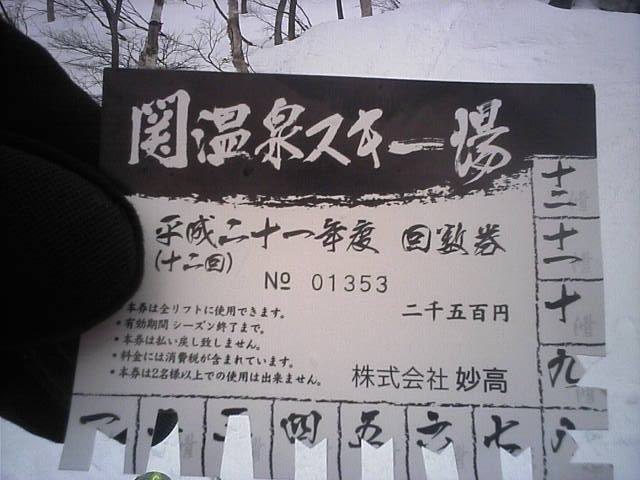 関温泉スキー場
平成二十一年度 回数券
(十二回)
№ 01353
二千五百円
本券は全リフトに使用できます。
・有効期間 シーズン終了まで。
・本券は払い戻し致しません。
・料金には消費税が含まれています。
・本券は2名様以上での使用は出来ません。
株式会社 妙高
十二
十一
十
九
八
七
六
五
四
三
二
一